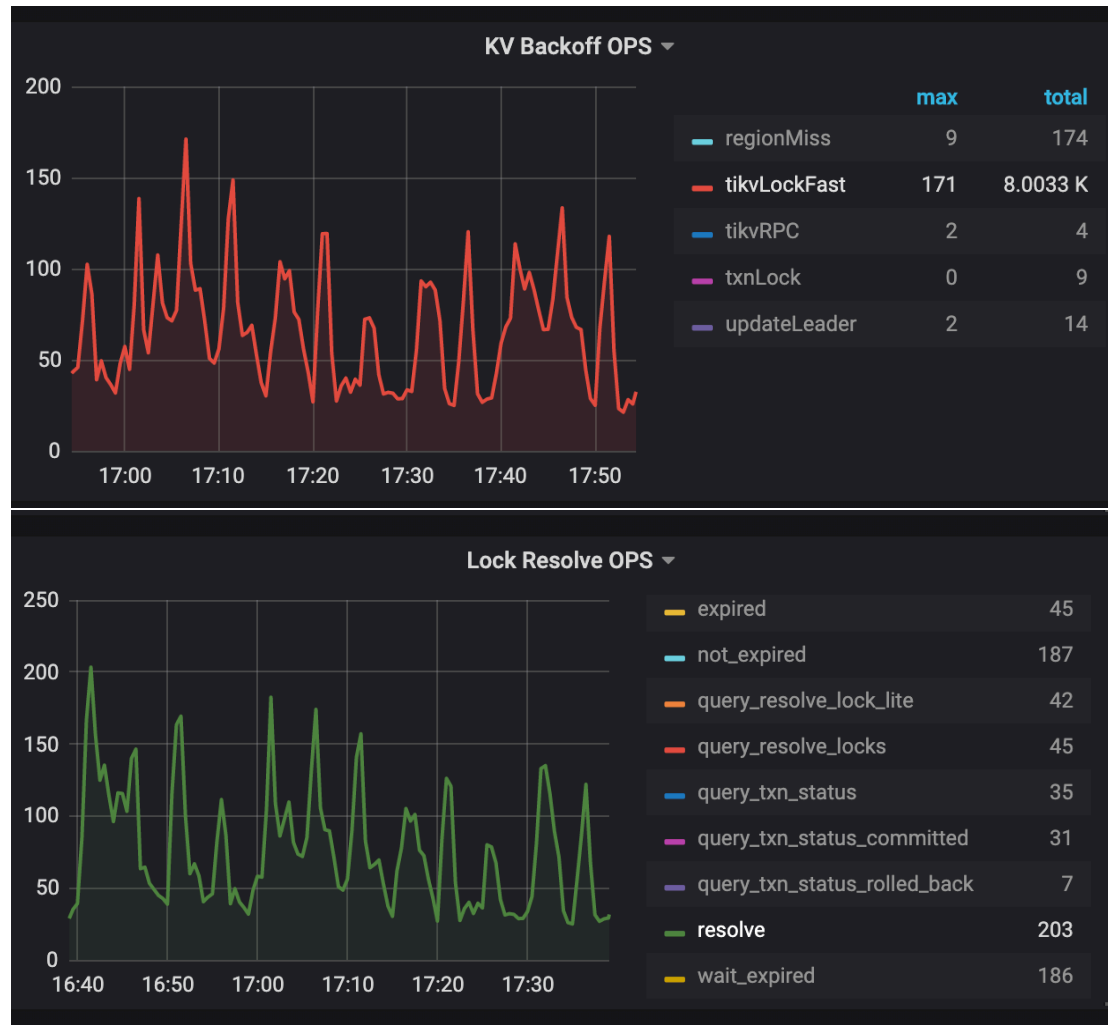 KV Backoff OPS
200
150
100
50
0
17:00 17:10 17:20 17:30 17:40 17:50
max total
regionMiss 9 174
tikvLockFast 171 8.0033 K
tikvRPC 2 4
txnLock 0 9
updateLeader 2 14
Lock Resolve OPS
250
200
150
100
50
0
16:40 16:50 17:00 17:10 17:20 17:30
expired 45
not_expired 187
query_resolve_lock_lite 42
query_resolve_locks 45
query_txn_status 35
query_txn_status_committed 31
query_txn_status_rolled_back 7
resolve 203
wait_expired 186